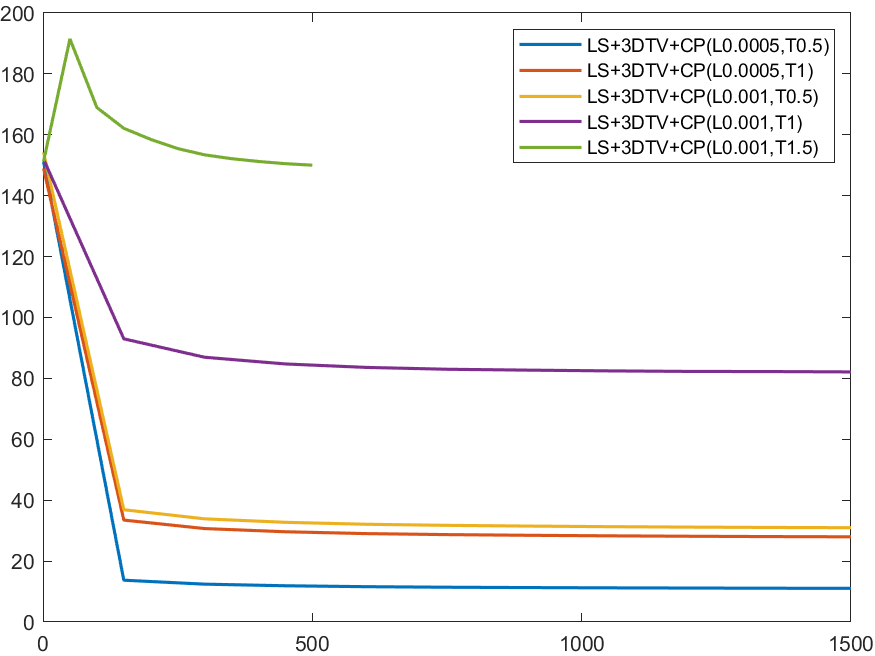 200
180
160
140
120
100
80
60
40
20
0
0 500 1000 1500
LS+3DTV+CP(L0.0005,T0.5)
LS+3DTV+CP(L0.0005,T1)
LS+3DTV+CP(L0.001,T0.5)
LS+3DTV+CP(L0.001,T1)
LS+3DTV+CP(L0.001,T1.5)